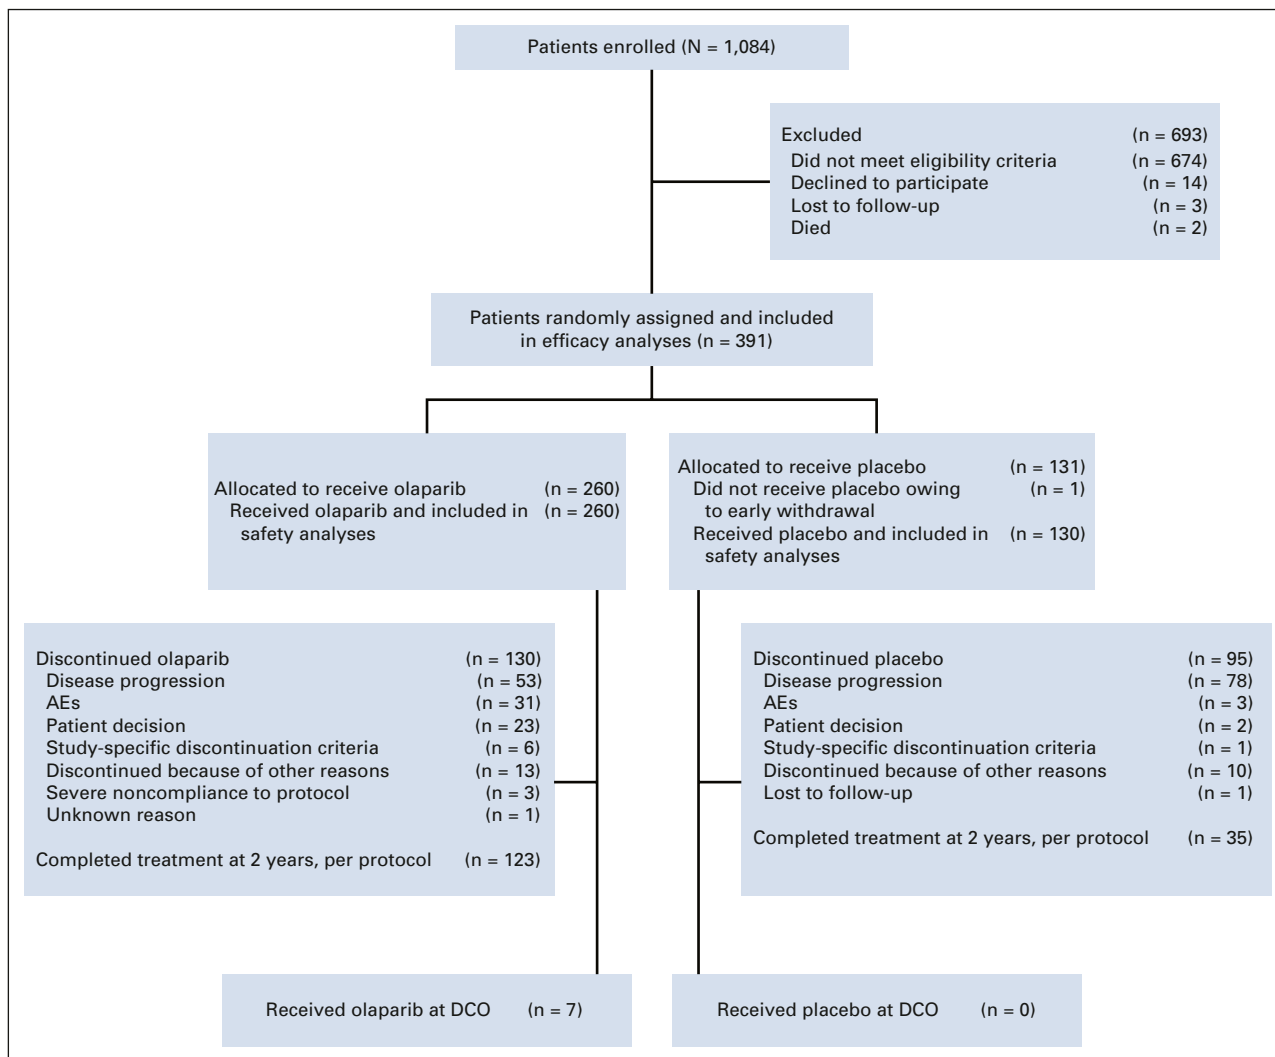 Patients enrolled (N = 1,084)
Excluded (n = 693)
Did not meet eligibility criteria (n = 674)
Declined to participate (n = 14)
Lost to follow-up (n = 3)
Died (n = 2)
Patients randomly assigned and included
in efficacy analyses (n = 391)
Allocated to receive olaparib (n = 260)
Received olaparib and included in (n = 260)
safety analyses
Allocated to receive placebo (n = 131)
Did not receive placebo owing (n = 1)
to early withdrawal
Received placebo and included in (n = 130)
safety analyses
Discontinued olaparib (n = 130)
Disease progression (n = 53)
AEs (n = 31)
Patient decision (n = 23)
Study-specific discontinuation criteria (n = 6)
Discontinued because of other reasons (n = 13)
Severe noncompliance to protocol (n = 3)
Unknown reason (n = 1)
Completed treatment at 2 years, per protocol (n = 123)
Discontinued placebo (n = 95)
Disease progression (n = 78)
AEs (n = 3)
Patient decision (n = 2)
Study-specific discontinuation criteria (n = 1)
Discontinued because of other reasons (n = 10)
Lost to follow-up (n = 1)
Completed treatment at 2 years, per protocol (n = 35)
Received olaparib at DCO (n = 7)
Received placebo at DCO (n = 0)